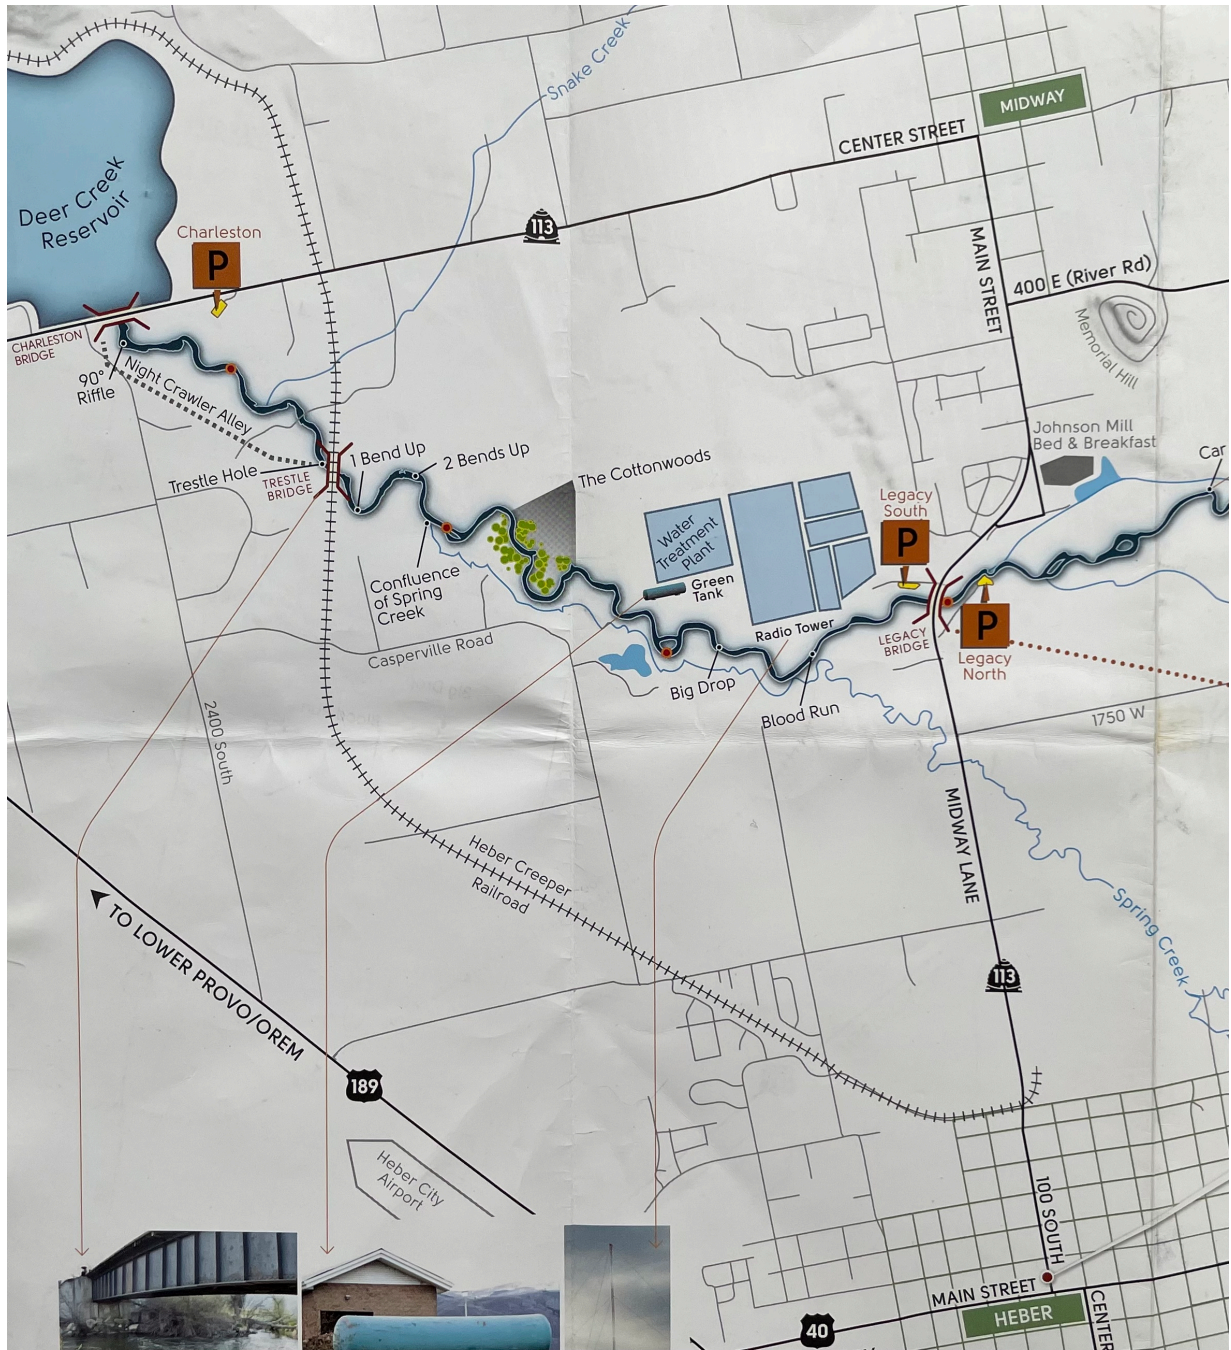 Snake Creek
MIDWAY
CENTER STREET
Deer Creek
Reservoir
Charleston
P
113
MAIN STREET
400 E (River Rd)
Memorial Hill
CHARLESTON
BRIDGE
90°
Riffle
Night Crawler Alley
Trestle Hole
TRESTLE
BRIDGE
1 Bend Up
2 Bends Up
The Cottonwoods
Johnson Mill
Bed & Breakfast
Car
Legacy
South
P
Water
Treatment
Plant
Green
Tank
Confluence
of Spring
Creek
Casperville Road
Radio Tower
LEGACY
BRIDGE
P
Legacy
North
Big Drop
Blood Run
1750 W
2400 South
MIDWAY LANE
Heber Creeper
Railroad
Spring Creek
TO LOWER PROVO/OREM
113
189
Heber City
Airport
100 SOUTH
MAIN STREET
HEBER
CENTER
40